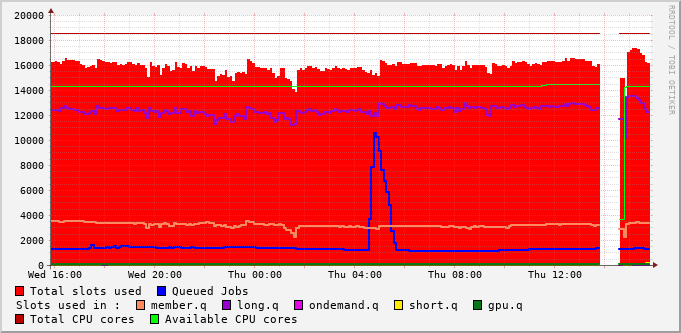 20000
18000
16000
14000
12000
10000
8000
6000
4000
2000
0
Wed 16:00 Wed 20:00 Thu 00:00 Thu 04:00 Thu 08:00 Thu 12:00
Total slots used Queued Jobs
Slots used in : member.q long.q ondemand.q short.q gpu.q
Total CPU cores Available CPU cores
RRDTOOL / TOBI OETIKER